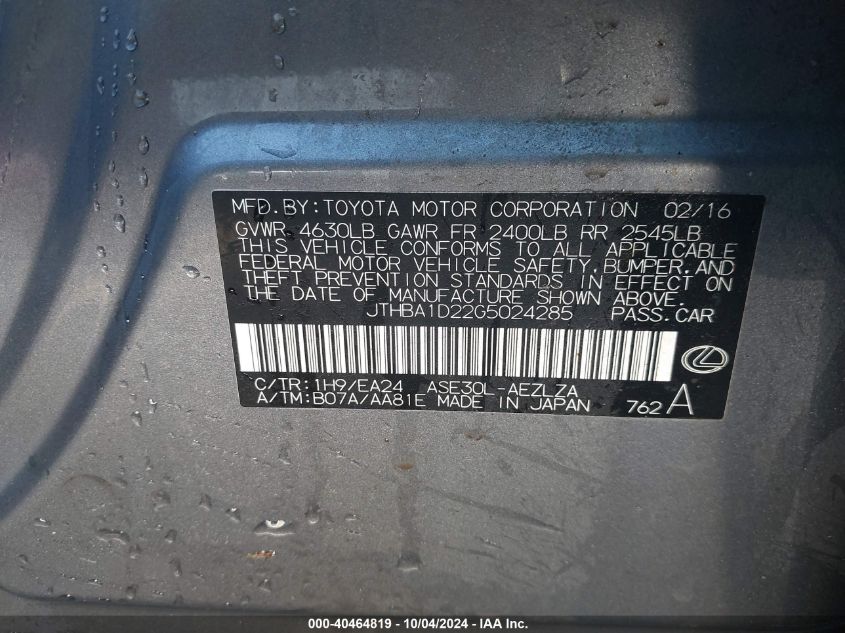 MFD. BY: TOYOTA MOTOR CORPORATION 02/16
GVWR 4630LB GAWR FR 2400LB RR 2545LB
THIS VEHICLE CONFORMS TO ALL APPLICABLE
FEDERAL MOTOR VEHICLE SAFETY, BUMPER, AND
THEFT PREVENTION STANDARDS IN EFFECT ON
THE DATE OF MANUFACTURE SHOWN ABOVE.
JTHBA1D22G5024285 PASS. CAR
C/TR: 1H9/EA24 ASE30L-AEZLZA
A/TM: B07A/AA81E MADE IN JAPAN 762 A
000-40464819 - 10/04/2024 - IAA Inc.